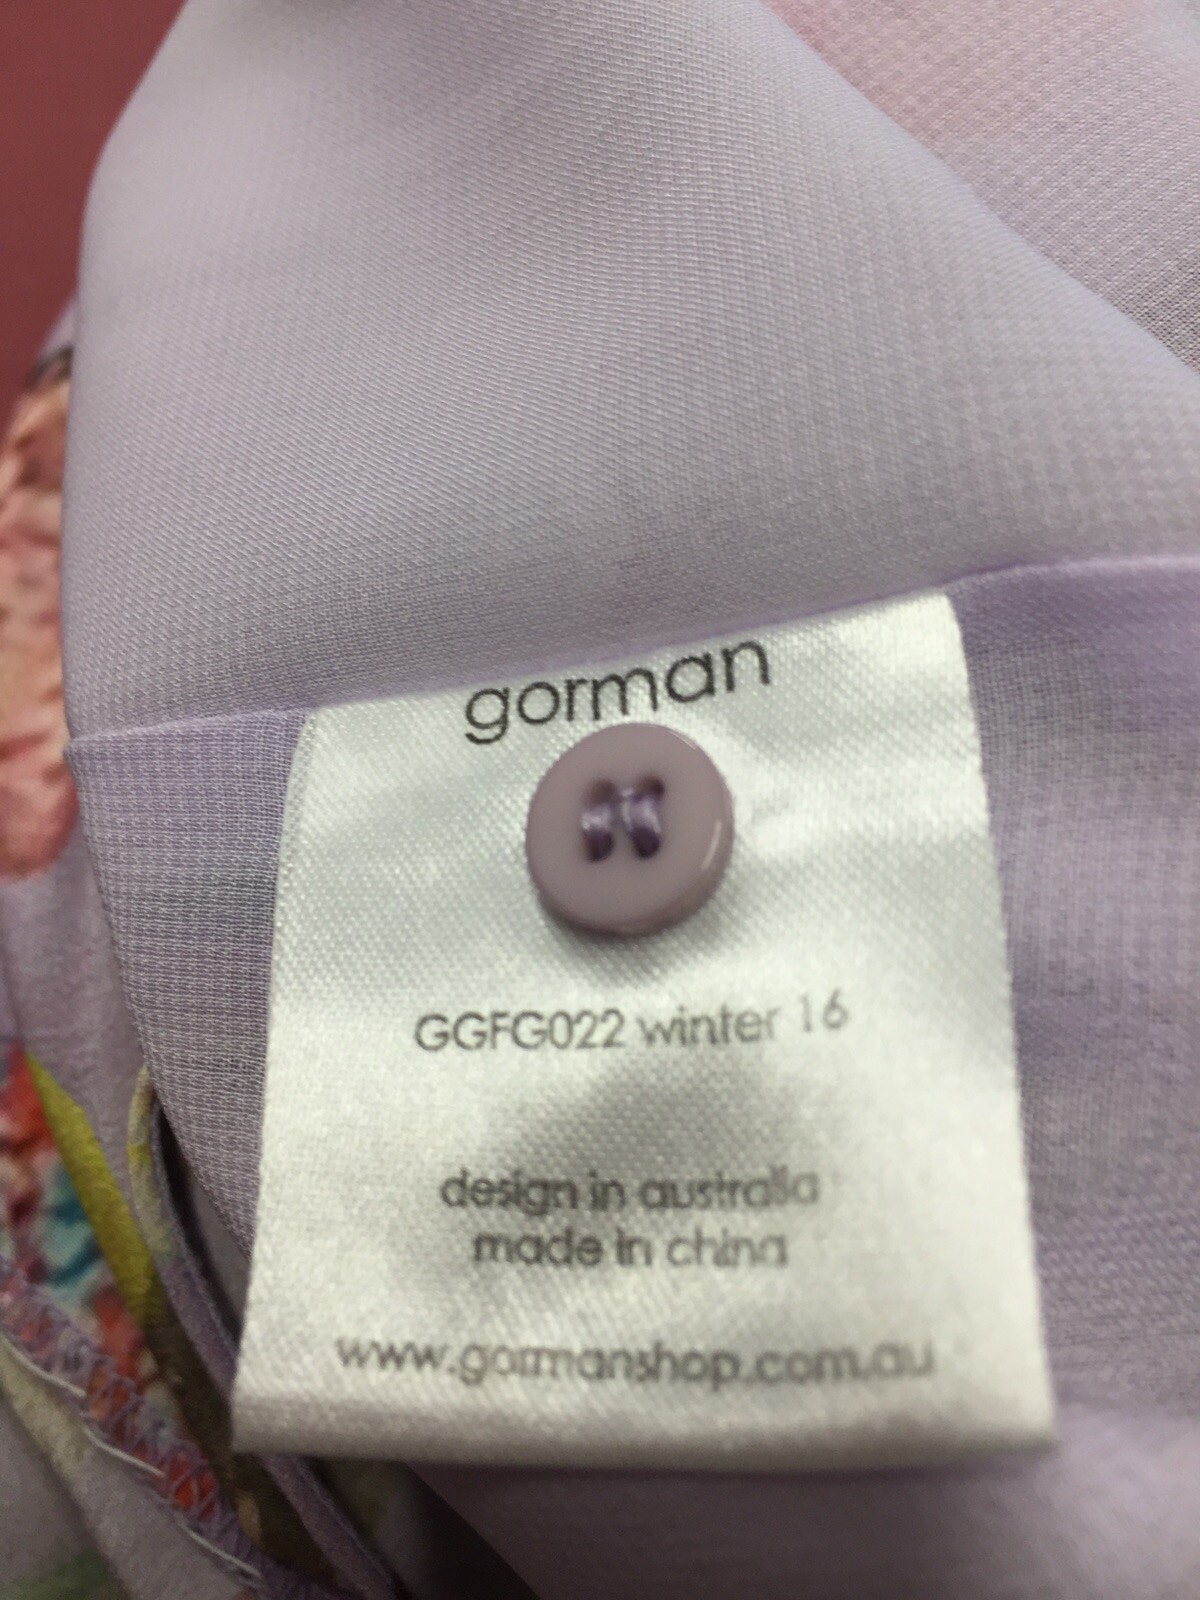 gorman
GGFG022 winter 16
design in australia
made in china
www.gormanshop.com.au